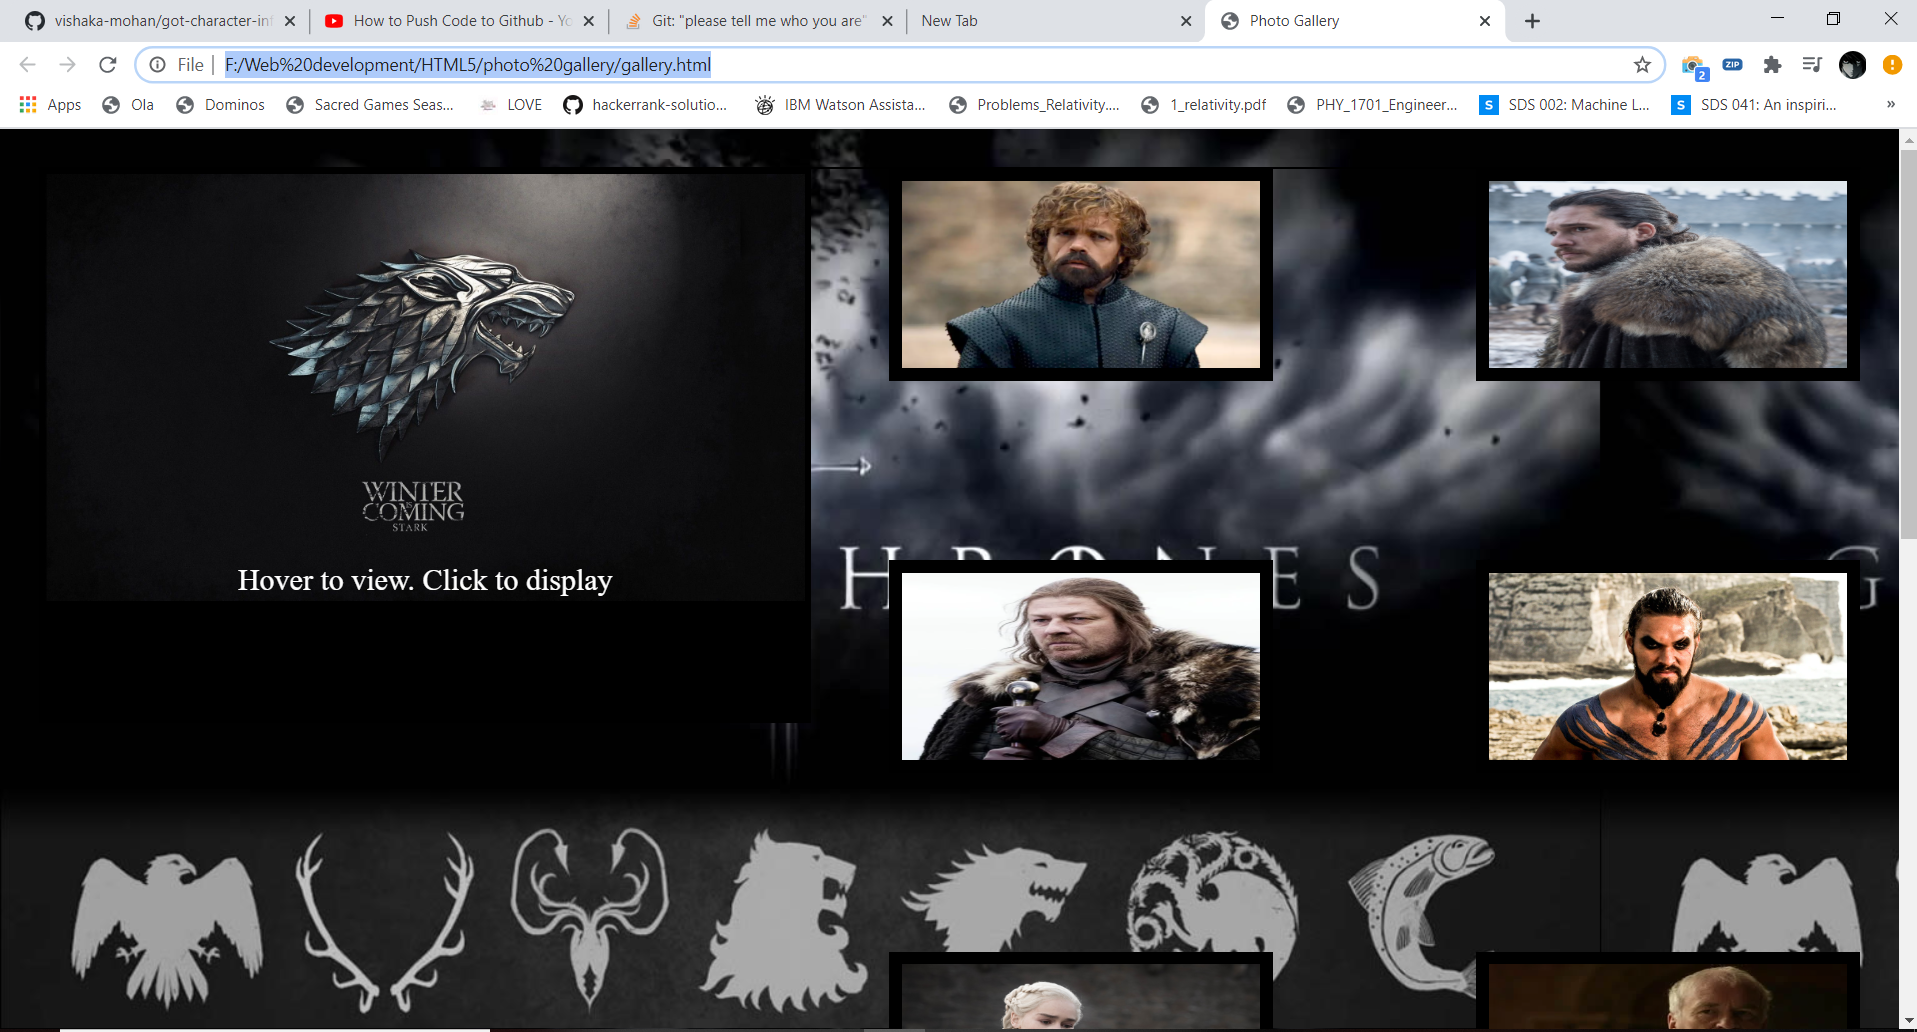 vishaka-mohan/got-character-inf
How to Push Code to Github - Yo
Git: "please tell me who you are"
New Tab
Photo Gallery
File | F:/Web%20development/HTML5/photo%20gallery/gallery.html
2
ZIP
Apps Ola Dominos Sacred Games Seas... LOVE hackerrank-solutio... IBM Watson Assista... Problems_Relativity.... 1_relativity.pdf PHY_1701_Engineer... S SDS 002: Machine L... S SDS 041: An inspiri... »
WINTER
IS
COMING
STARK
Hover to view. Click to display
H R O N E S G